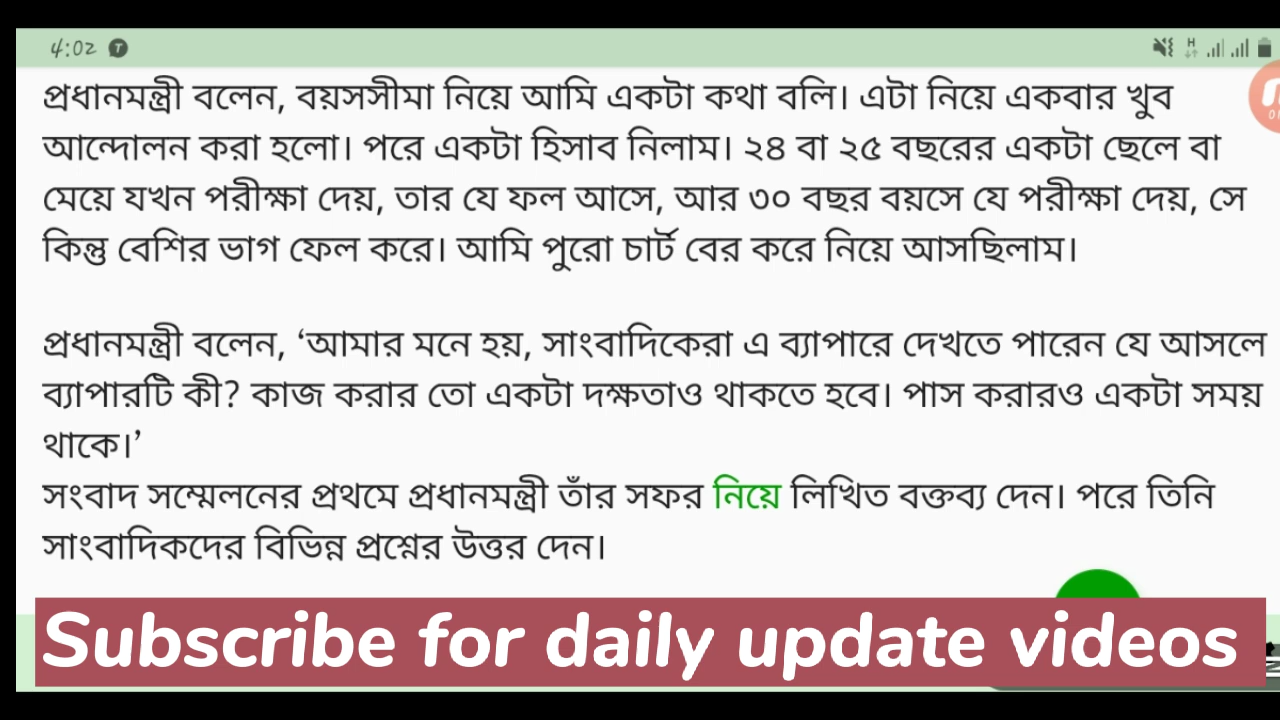 4:02
প্রধানমন্ত্রী বলেন, বয়সসীমা নিয়ে আমি একটা কথা বলি। এটা নিয়ে একবার খুব
আন্দোলন করা হলো। পরে একটা হিসাব নিলাম। ২৪ বা ২৫ বছরের একটা ছেলে বা
মেয়ে যখন পরীক্ষা দেয়, তার যে ফল আসে, আর ৩০ বছর বয়সে যে পরীক্ষা দেয়, সে
কিন্তু বেশির ভাগ ফেল করে। আমি পুরো চার্ট বের করে নিয়ে আসছিলাম।
প্রধানমন্ত্রী বলেন, ‘আমার মনে হয়, সাংবাদিকেরা এ ব্যাপারে দেখতে পারেন যে আসলে
ব্যাপারটি কী? কাজ করার তো একটা দক্ষতাও থাকতে হবে। পাস করারও একটা সময়
থাকে।’
সংবাদ সম্মেলনের প্রথমে প্রধানমন্ত্রী তাঁর সফর নিয়ে লিখিত বক্তব্য দেন। পরে তিনি
সাংবাদিকদের বিভিন্ন প্রশ্নের উত্তর দেন।
Subscribe for daily update videos